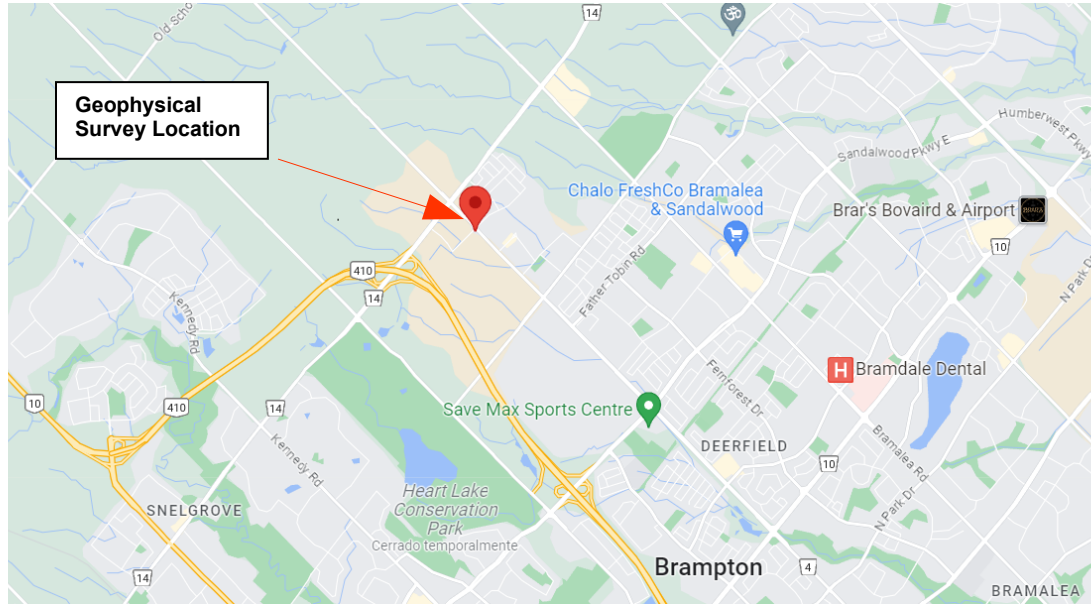 14
ॐ
Old Scho
Geophysical
Survey Location
Humberwest Pkwy
Sandalwood Pkwy E
Chalo FreshCo Bramalea
& Sandalwood
Brar's Bovaird & Airport
BRAR'S
10
Father Tobin Rd
N Park Dr
410
14
Kennedy Rd
Bramdale Dental
H
Fernforest Dr
10
410
14
Save Max Sports Centre
DEERFIELD
Bramalea Rd
Kennedy Rd
10
Heart Lake
Conservation
Park
Cerrado temporalmente
N Park Dr
SNELGROVE
Brampton
4
14
BRAMALEA